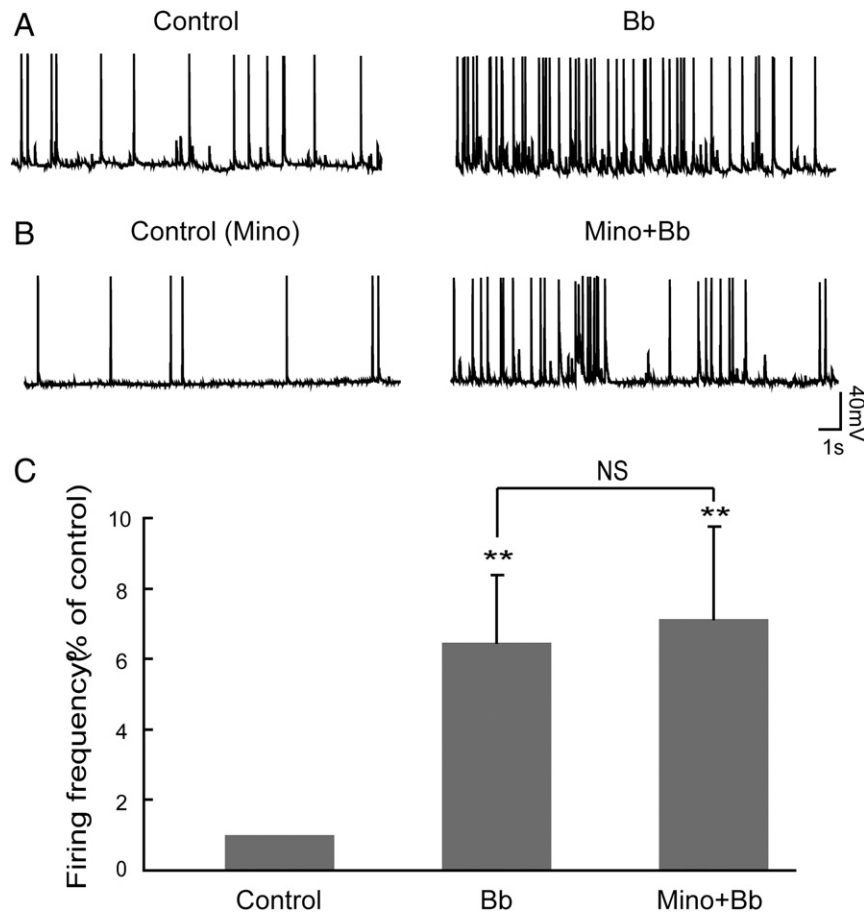 A Control Bb
B Control (Mino) Mino+Bb
40mV
1s
C
NS
Firing frequency(% of control)
10
**
**
8
6
4
2
0
Control Bb Mino+Bb